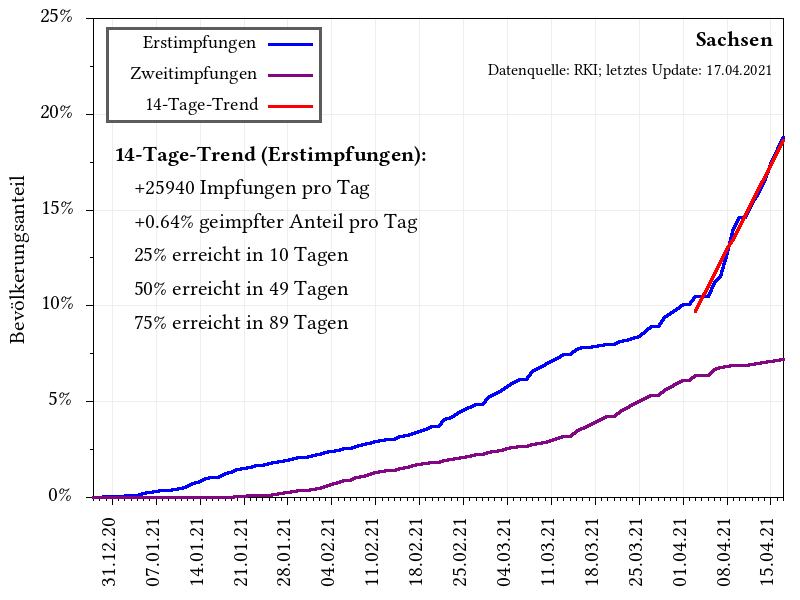 25%
20%
15%
10%
5%
0%
Bevölkerungsanteil
Erstimpfungen
Zweitimpfungen
14-Tage-Trend
Sachsen
Datenquelle: RKI; letztes Update: 17.04.2021
14-Tage-Trend (Erstimpfungen):
+25940 Impfungen pro Tag
+0.64% geimpfter Anteil pro Tag
25% erreicht in 10 Tagen
50% erreicht in 49 Tagen
75% erreicht in 89 Tagen
31.12.20
07.01.21
14.01.21
21.01.21
28.01.21
04.02.21
11.02.21
18.02.21
25.02.21
04.03.21
11.03.21
18.03.21
25.03.21
01.04.21
08.04.21
15.04.21